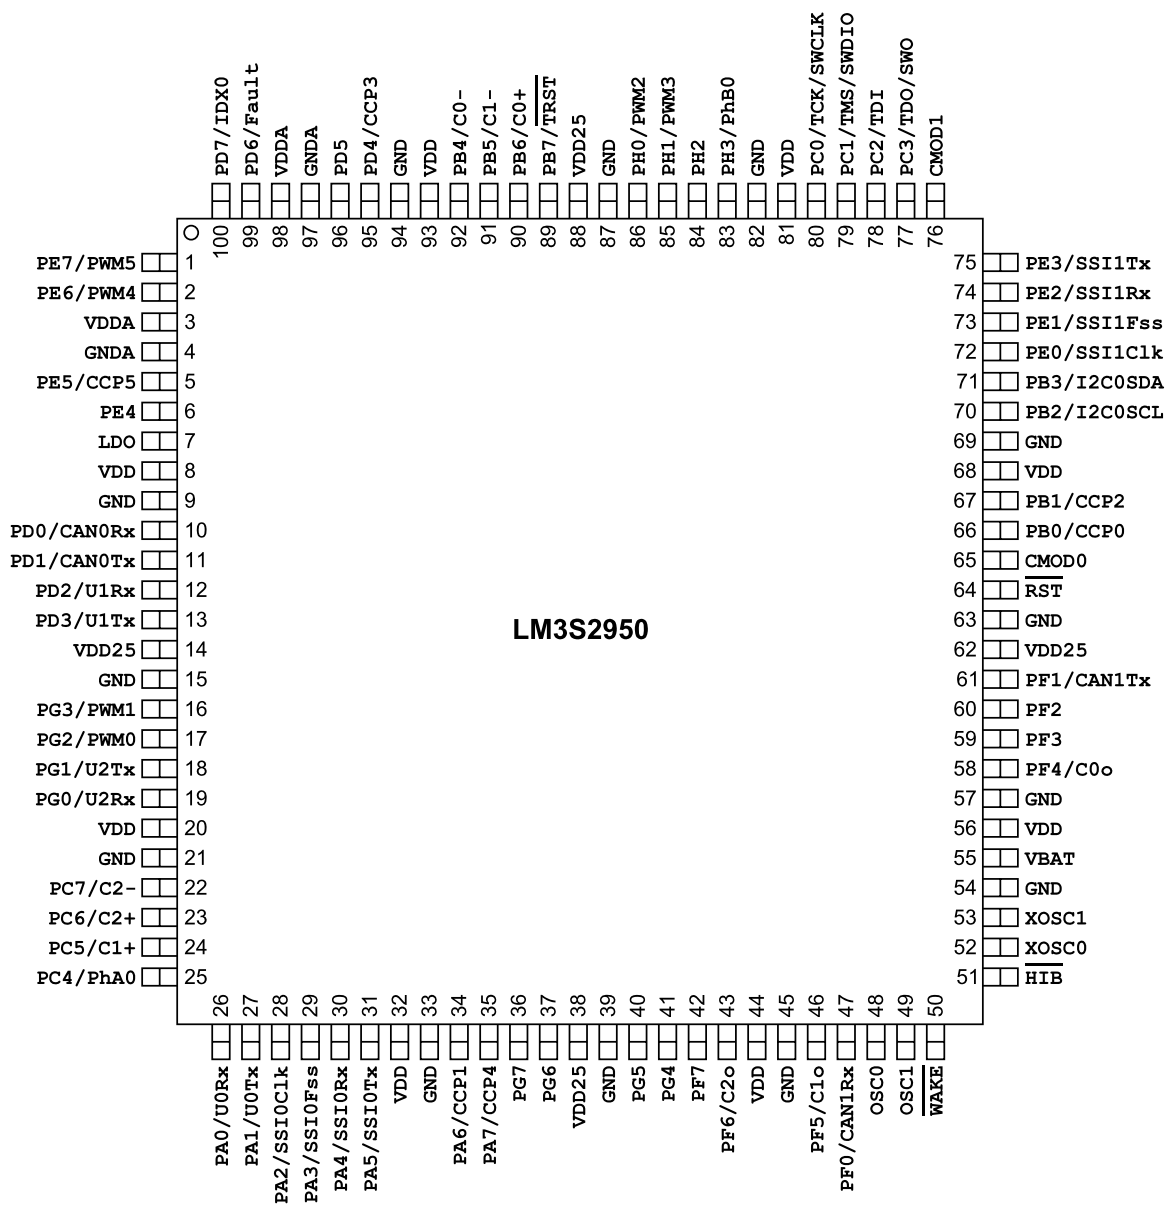 PD7/IDX0
PD6/Fault
VDDA
GNDA
PD5
PD4/CCP3
GND
VDD
PB4/C0-
PB5/C1-
PB6/C0+
PB7/TRST
VDD25
GND
PH0/PWM2
PH1/PWM3
PH2
PH3/PhB0
GND
VDD
PC0/TCK/SWCLK
PC1/TMS/SWDIO
PC2/TDI
PC3/TDO/SWO
CMOD1
100
99
98
97
96
95
94
93
92
91
90
89
88
87
86
85
84
83
82
81
80
79
78
77
76
PE7/PWM5 1
PE6/PWM4 2
VDDA 3
GNDA 4
PE5/CCP5 5
PE4 6
LDO 7
VDD 8
GND 9
PD0/CAN0Rx 10
PD1/CAN0Tx 11
PD2/U1Rx 12
PD3/U1Tx 13
VDD25 14
GND 15
PG3/PWM1 16
PG2/PWM0 17
PG1/U2Tx 18
PG0/U2Rx 19
VDD 20
GND 21
PC7/C2- 22
PC6/C2+ 23
PC5/C1+ 24
PC4/PhA0 25
LM3S2950
75 PE3/SSI1Tx
74 PE2/SSI1Rx
73 PE1/SSI1Fss
72 PE0/SSI1Clk
71 PB3/I2C0SDA
70 PB2/I2C0SCL
69 GND
68 VDD
67 PB1/CCP2
66 PB0/CCP0
65 CMOD0
64 RST
63 GND
62 VDD25
61 PF1/CAN1Tx
60 PF2
59 PF3
58 PF4/C0o
57 GND
56 VDD
55 VBAT
54 GND
53 XOSC1
52 XOSC0
51 HIB
26
27
28
29
30
31
32
33
34
35
36
37
38
39
40
41
42
43
44
45
46
47
48
49
50
PA0/U0Rx
PA1/U0Tx
PA2/SSI0Clk
PA3/SSI0Fss
PA4/SSI0Rx
PA5/SSI0Tx
VDD
GND
PA6/CCP1
PA7/CCP4
PG7
PG6
VDD25
GND
PG5
PG4
PF7
PF6/C2o
VDD
GND
PF5/C1o
PF0/CAN1Rx
OSC0
OSC1
WAKE